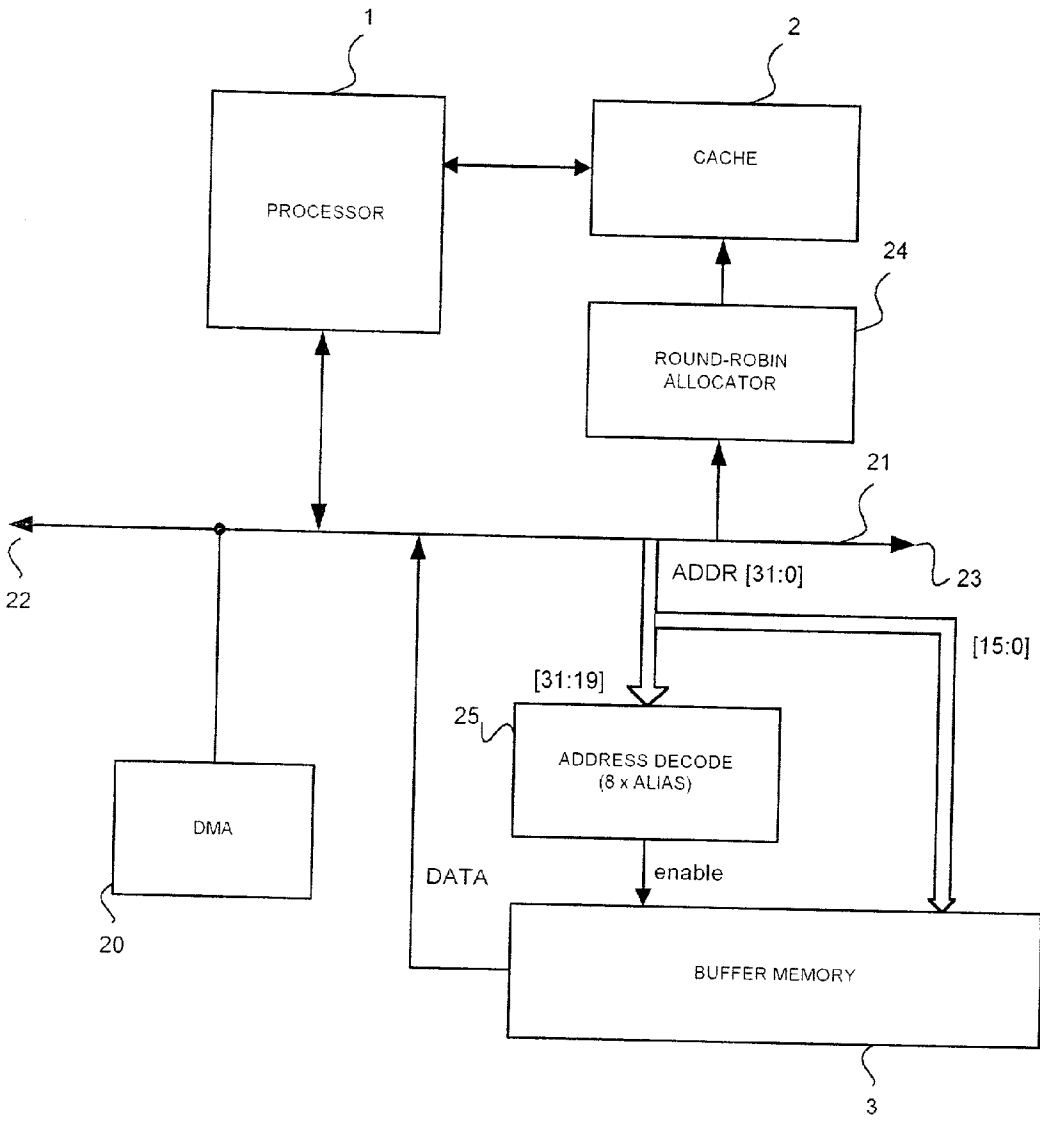 1
2
PROCESSOR
CACHE
24
ROUND-ROBIN
ALLOCATOR
21
22
ADDR [31:0]
23
[15:0]
[31:19]
25
ADDRESS DECODE
(8 x ALIAS)
DMA
DATA
enable
20
BUFFER MEMORY
3